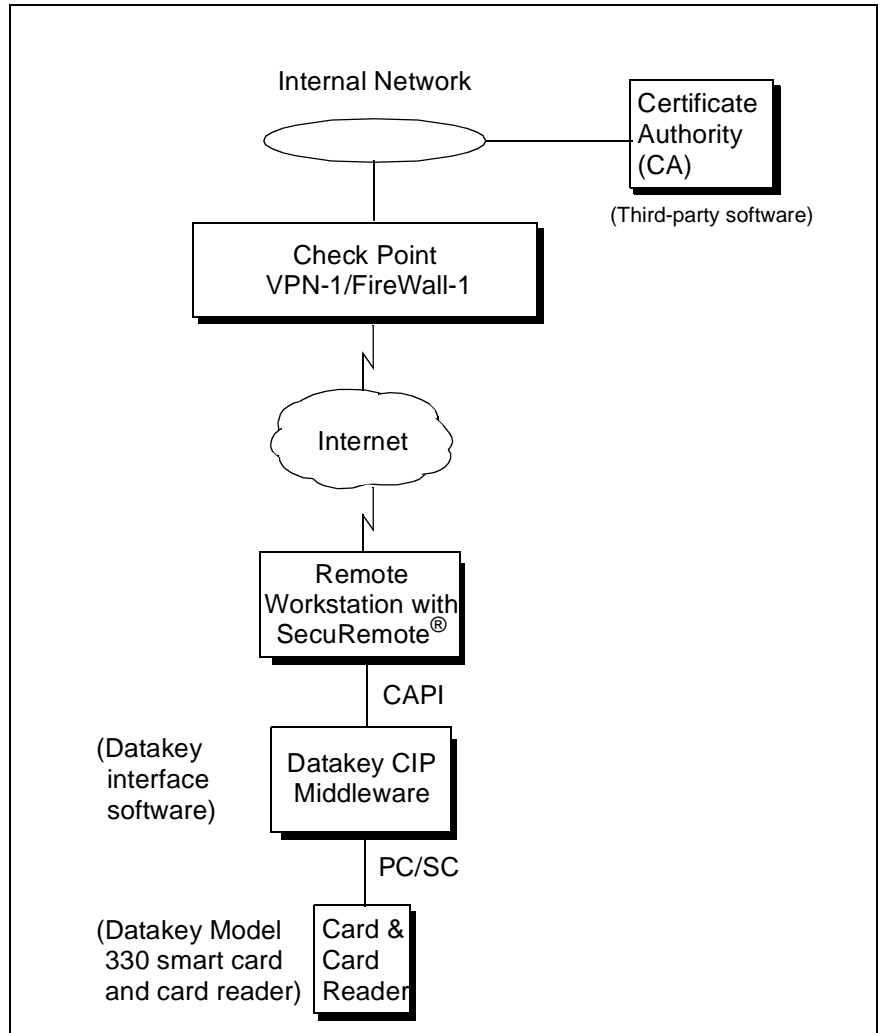 Internal Network
Certificate
Authority
(CA)
(Third-party software)
Check Point
VPN-1/FireWall-1
Internet
Remote
Workstation with
SecuRemote®
CAPI
(Datakey
interface
software)
Datakey CIP
Middleware
PC/SC
(Datakey Model
330 smart card
and card reader)
Card &
Card
Reader